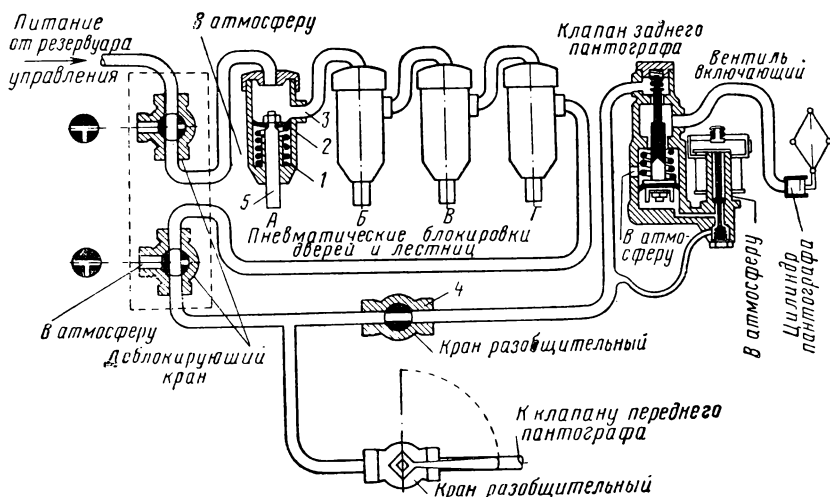 Питание
от резервуара
управления
В атмосферу
Клапан заднего
пантографа
Вентиль
включающий
3
2
1
5
А
Б
В
Г
Пневматические блокировки
дверей и лестниц
В атмо-
сферу
В атмосферу
Цилиндр
пантографа
4
В атмосферу
Деблокирующий
кран
Кран разобщительный
К клапану переднего
пантографа
Кран разобщительный